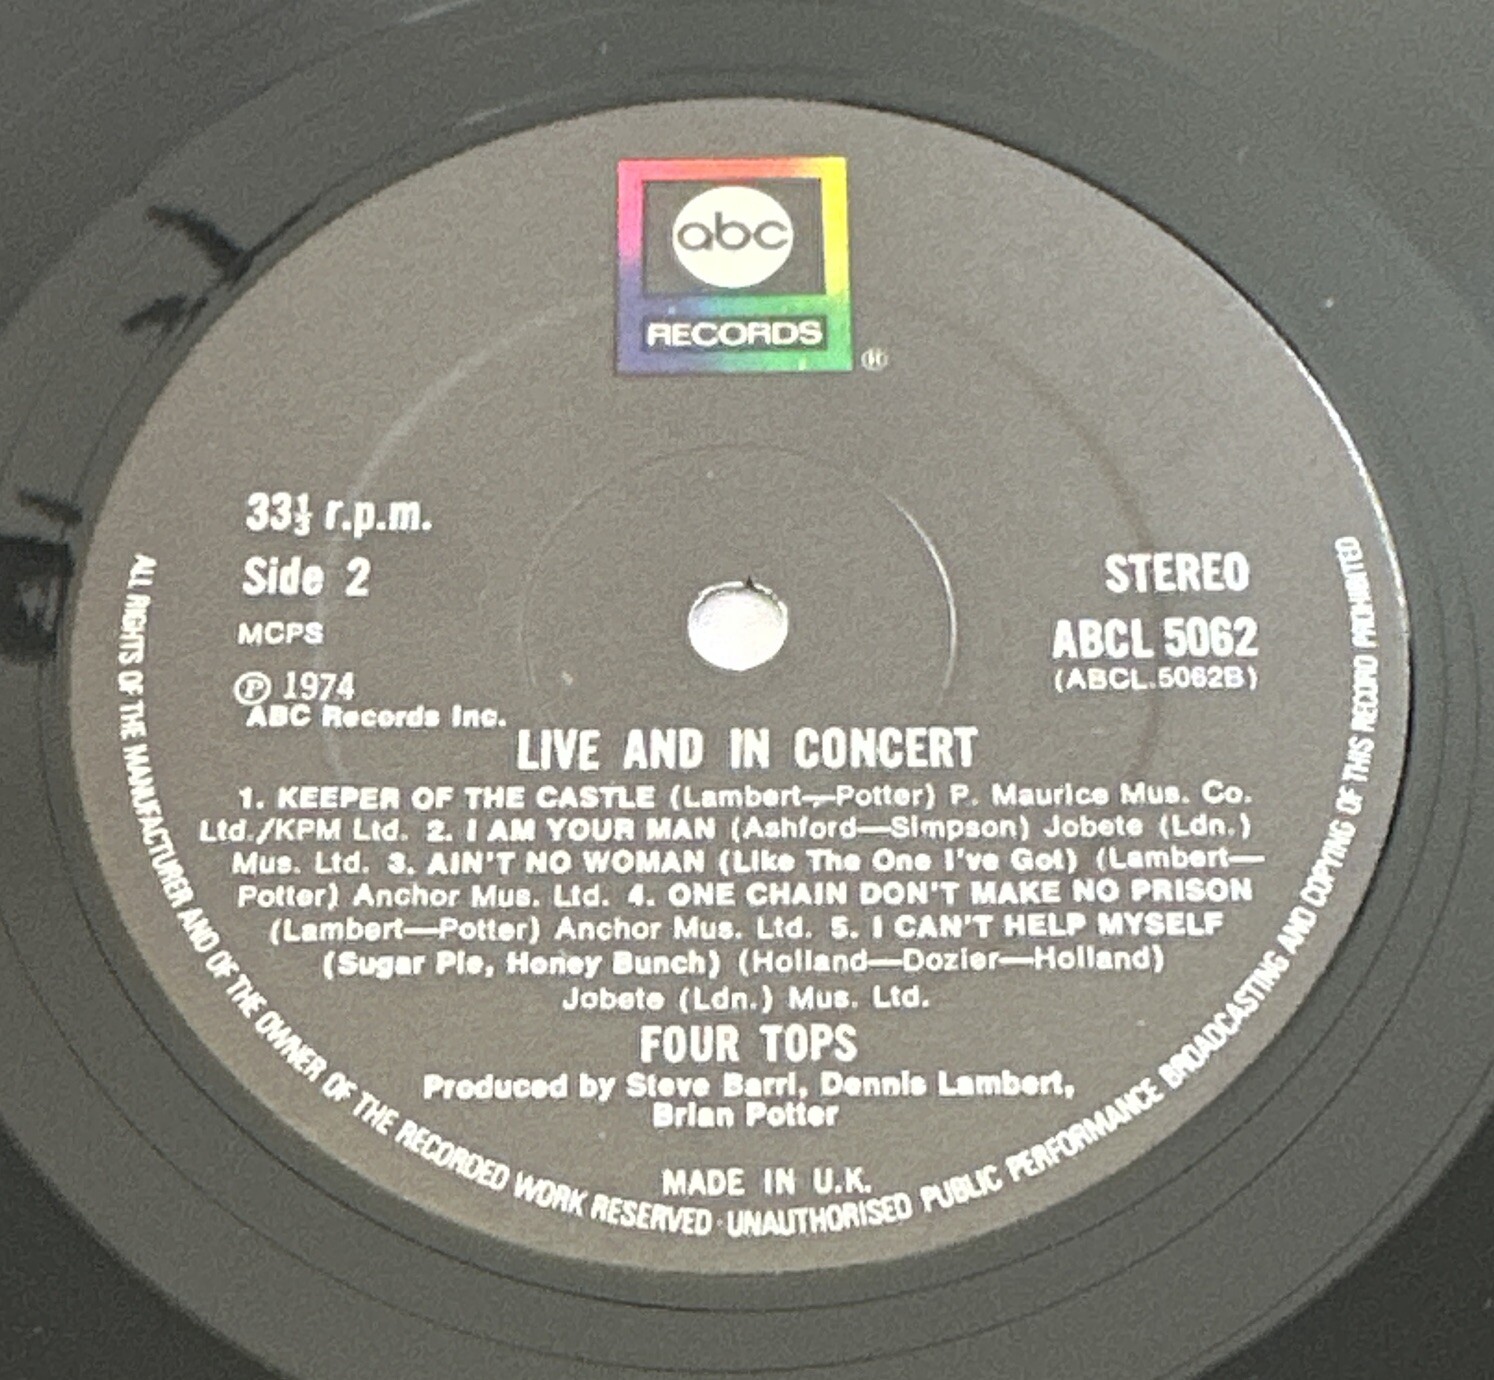 abc
RECORDS
®
33⅓ r.p.m.
Side 2
MCPS
℗ 1974
ABC Records Inc.
STEREO
ABCL 5062
(ABCL.5062B)
LIVE AND IN CONCERT
1. KEEPER OF THE CASTLE (Lambert—Potter) P. Maurice Mus. Co.
Ltd./KPM Ltd. 2. I AM YOUR MAN (Ashford—Simpson) Jobete (Ldn.)
Mus. Ltd. 3. AIN'T NO WOMAN (Like The One I've Got) (Lambert—
Potter) Anchor Mus. Ltd. 4. ONE CHAIN DON'T MAKE NO PRISON
(Lambert—Potter) Anchor Mus. Ltd. 5. I CAN'T HELP MYSELF
(Sugar Pie, Honey Bunch) (Holland—Dozier—Holland)
Jobete (Ldn.) Mus. Ltd.
FOUR TOPS
Produced by Steve Barri, Dennis Lambert,
Brian Potter
MADE IN U.K.
ALL RIGHTS OF THE MANUFACTURER AND OF THE OWNER OF THE RECORDED WORK RESERVED · UNAUTHORISED PUBLIC PERFORMANCE BROADCASTING AND COPYING OF THIS RECORD PROHIBITED